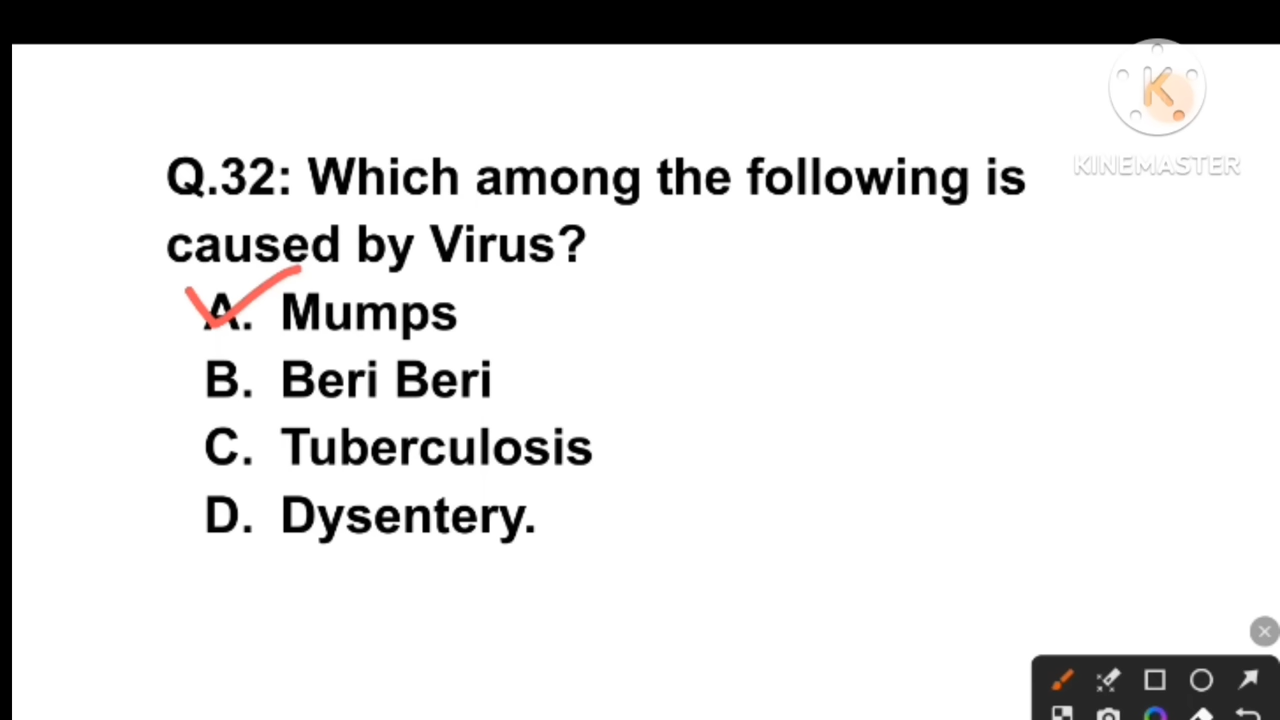 KINEMASTER
Q.32: Which among the following is
caused by Virus?
A. Mumps
B. Beri Beri
C. Tuberculosis
D. Dysentery.